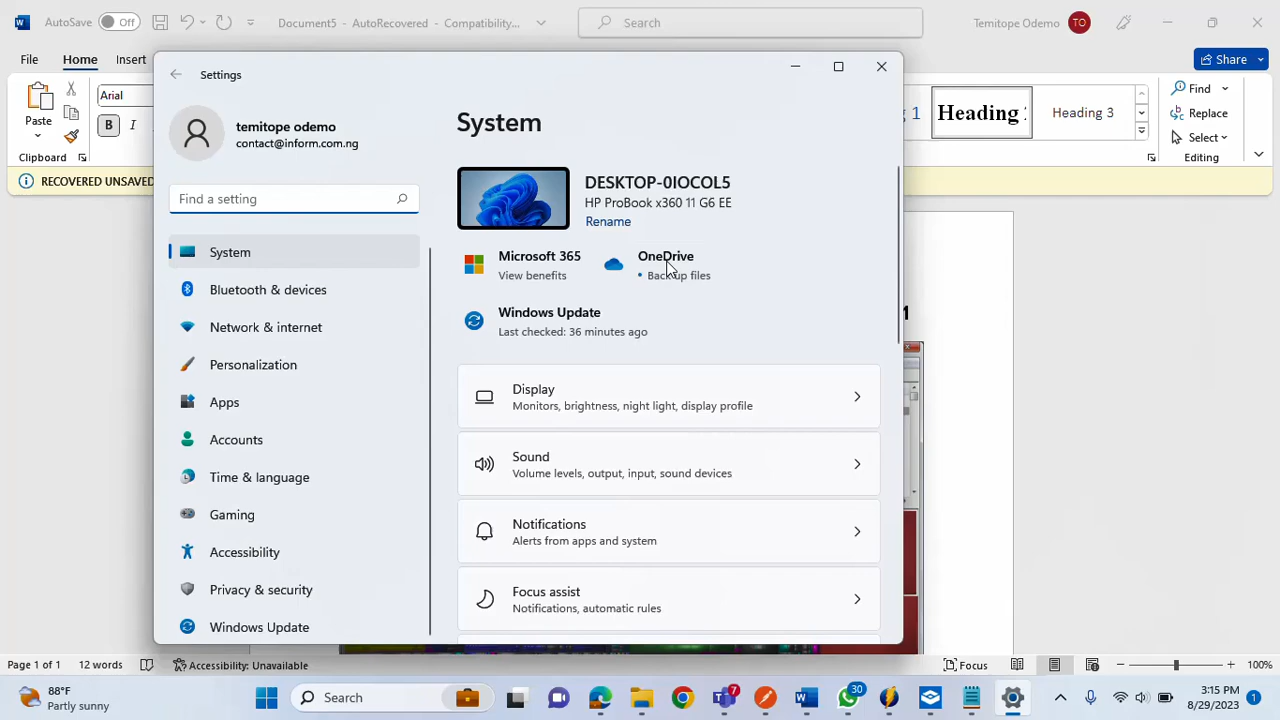 AutoSave Off Document5 - AutoRecovered - Compatibility... Search Temitope Odemo TO
File Home Insert Share
Paste Arial B I Heading 3 Find Replace Select
Clipboard Editing
RECOVERED UNSAVED
Settings
temitope odemo
contact@inform.com.ng
Find a setting
System
Bluetooth & devices
Network & internet
Personalization
Apps
Accounts
Time & language
Gaming
Accessibility
Privacy & security
Windows Update
System
DESKTOP-0IOCOL5
HP ProBook x360 11 G6 EE
Rename
Microsoft 365
View benefits
OneDrive
• Back up files
Windows Update
Last checked: 36 minutes ago
Display
Monitors, brightness, night light, display profile
Sound
Volume levels, output, input, sound devices
Notifications
Alerts from apps and system
Focus assist
Notifications, automatic rules
Page 1 of 1 12 words Accessibility: Unavailable Focus 100%
88°F
Partly sunny
Search
7
30
3:15 PM
8/29/2023
1